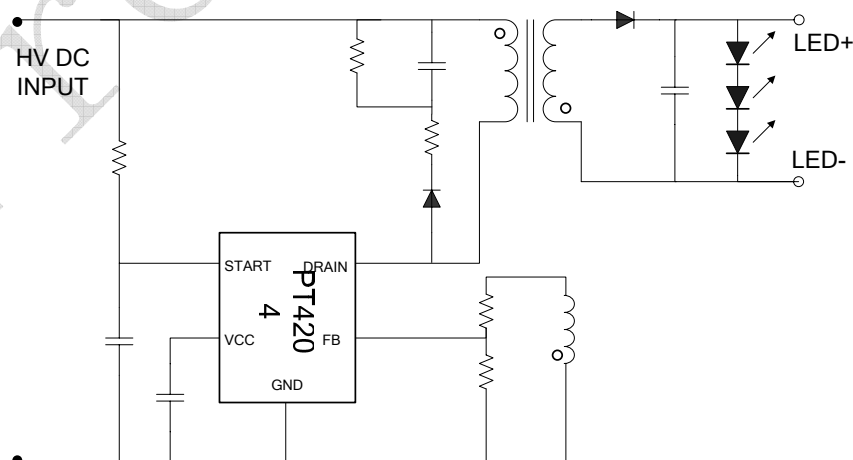 HV DC
INPUT
LED+
LED-
START
DRAIN
PT420
4
VCC
FB
GND